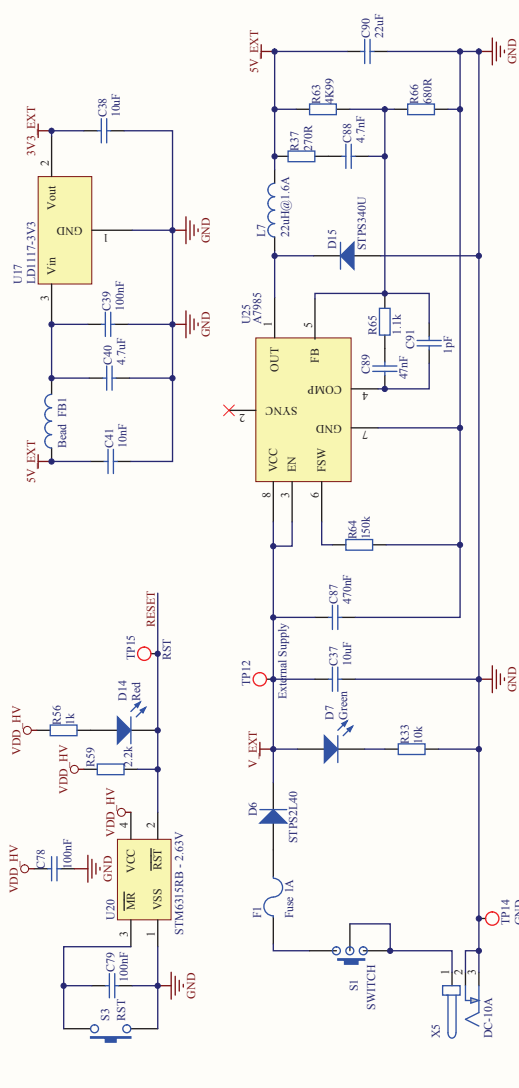 5V_EXT
Bead FB1
C41
10nF
C40
4.7uF
C39
100nF
3
U17
LD1117-3V3
Vin
GND
Vout
1
2
3V3_EXT
C38
10uF
GND
GND
S3
RST
C79
100nF
GND
3
1
U20
MR
VSS
VCC
RST
STM6315RB - 2.63V
4
2
VDD_HV
C78
100nF
GND
VDD_HV
VDD_HV
R59
2.2k
VDD_HV
R56
1k
D14
Red
TP15
RST
RESET
X5
DC-10A
1
2
3
S1
SWITCH
TP14
GND
F1
Fuse 1A
D6
STPS2L40
V_EXT
D7
Green
R33
10k
TP12
External Supply
C37
10uF
GND
C87
470nF
R64
150k
8
3
6
VCC
EN
FSW
SYNC
2
GND
7
COMP
4
OUT
FB
U25
A7985
1
5
C89
47nF
R65
1.1k
C91
1pF
L7
22uH@1.6A
D15
STPS340U
R37
270R
C88
4.7nF
R63
4K99
R66
680R
5V_EXT
C90
22uF
GND